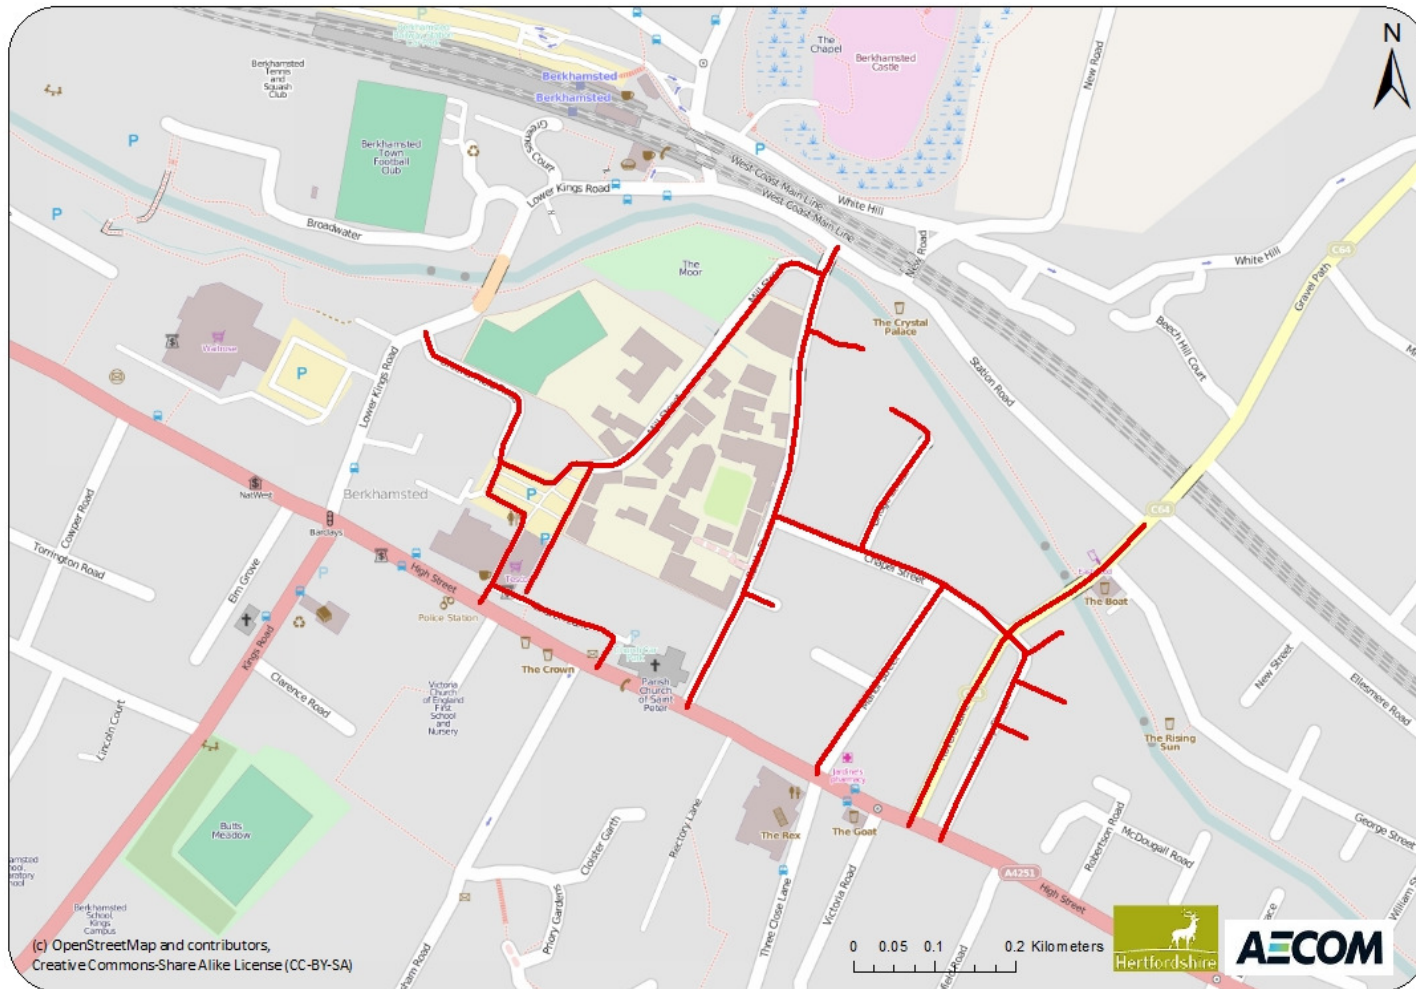 N
New Road
The
Chapel
Berkhamsted
Castle
Berkhamsted
Tennis
and
Squash
Club
Berkhamsted
Berkhamsted
P
P
P
P
Berkhamsted
Town
Football
Club
Greenes Court
Lower Kings Road
West Coast Main Line
West Coast Main Line
White Hill
New Road
White Hill
C64
Gravel Path
Broadwater
The
Moor
Mill Street
The Crystal
Palace
Beech Hill Court
Station Road
Waitrose
P
Lower Kings Road
Mill Street
Berkhamsted
NatWest
Barclays
P
P
P
C64
Cowper Road
Torrington Road
Elm Grove
High Street
Tesco
Chapel Street
The Boat
Police Station
The Crown
Kings Road
Clarence Road
Victoria
Church
of England
First
School
and
Nursery
Parish
Church
of Saint
Peter
New Street
Ellesmere Road
The Rising
Sun
Lincoln Court
Jardine's
pharmacy
The Rex
The Goat
Butts
Meadow
Cloister Garth
Rectory Lane
Robertson Road
McDougall Road
George Street
A4251
High Street
Berkhamsted
School,
Kings
Campus
Priory Gardens
Three Close Lane
Victoria Road
(c) OpenStreetMap and contributors,
Creative Commons-Share Alike License (CC-BY-SA)
0 0.05 0.1 0.2 Kilometers
Hertfordshire
AECOM